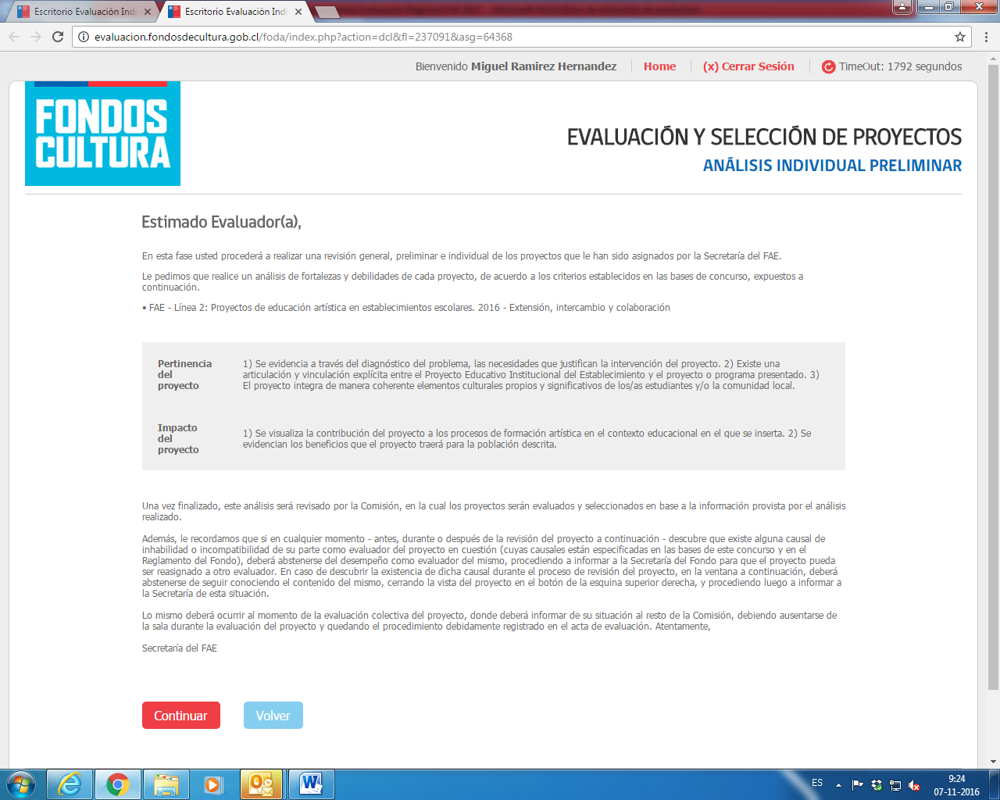 Escritorio Evaluación Indi
Escritorio Evaluación Indi
evaluacion.fondosdecultura.gob.cl/foda/index.php?action=dcl&fl=237091&asg=64368
Bienvenido Miguel Ramirez Hernandez
Home
(x) Cerrar Sesión
TimeOut: 1792 segundos
FONDOS
CULTURA
EVALUACIÓN Y SELECCIÓN DE PROYECTOS
ANÁLISIS INDIVIDUAL PRELIMINAR
Estimado Evaluador(a),
En esta fase usted procederá a realizar una revisión general, preliminar e individual de los proyectos que le han sido asignados por la Secretaría del FAE.
Le pedimos que realice un análisis de fortalezas y debilidades de cada proyecto, de acuerdo a los criterios establecidos en las bases de concurso, expuestos a
continuación.
• FAE - Línea 2: Proyectos de educación artística en establecimientos escolares. 2016 - Extensión, intercambio y colaboración
Pertinencia
del
proyecto
1) Se evidencia a través del diagnóstico del problema, las necesidades que justifican la intervención del proyecto. 2) Existe una
articulación y vinculación explícita entre el Proyecto Educativo Institucional del Establecimiento y el proyecto o programa presentado. 3)
El proyecto integra de manera coherente elementos culturales propios y significativos de los/as estudiantes y/o la comunidad local.
Impacto
del
proyecto
1) Se visualiza la contribución del proyecto a los procesos de formación artística en el contexto educacional en el que se inserta. 2) Se
evidencian los beneficios que el proyecto traerá para la población descrita.
Una vez finalizado, este análisis será revisado por la Comisión, en la cual los proyectos serán evaluados y seleccionados en base a la información provista por el análisis
realizado.
Además, le recordamos que si en cualquier momento - antes, durante o después de la revisión del proyecto a continuación - descubre que existe alguna causal de
inhabilidad o incompatibilidad de su parte como evaluador del proyecto en cuestión (cuyas causales están especificadas en las bases de este concurso y en el
Reglamento del Fondo), deberá abstenerse del desempeño como evaluador del mismo, procediendo a informar a la Secretaría del Fondo para que el proyecto pueda
ser reasignado a otro evaluador. En caso de descubrir la existencia de dicha causal durante el proceso de revisión del proyecto, en la ventana a continuación, deberá
abstenerse de seguir conociendo el contenido del mismo, cerrando la vista del proyecto en el botón de la esquina superior derecha, y procediendo luego a informar a
la Secretaría de esta situación.
Lo mismo deberá ocurrir al momento de la evaluación colectiva del proyecto, donde deberá informar de su situación al resto de la Comisión, debiendo ausentarse de
la sala durante la evaluación del proyecto y quedando el procedimiento debidamente registrado en el acta de evaluación. Atentamente,
Secretaría del FAE
Continuar
Volver
ES
9:24
07-11-2016